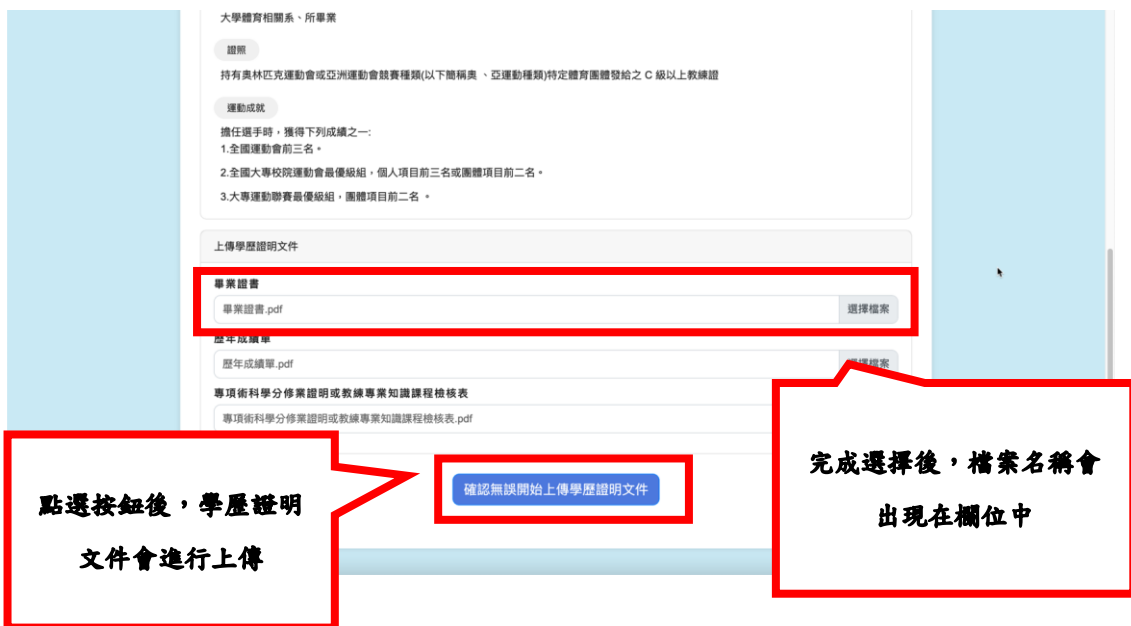 大學體育相關系、所畢業
證照
持有奧林匹克運動會或亞洲運動會競賽種類(以下簡稱奧 、亞運動種類)特定體育團體發給之 C 級以上教練證
運動成就
擔任選手時，獲得下列成績之一:
1.全國運動會前三名。
2.全國大專校院運動會最優級組，個人項目前三名或團體項目前二名。
3.大專運動聯賽最優級組，團體項目前二名 。
上傳學歷證明文件
畢業證書
畢業證書.pdf
選擇檔案
歷年成績單
歷年成績單.pdf
選擇檔案
專項術科學分修業證明或教練專業知識課程檢核表
專項術科學分修業證明或教練專業知識課程檢核表.pdf
確認無誤開始上傳學歷證明文件
點選按鈕後，學歷證明
文件會進行上傳
完成選擇後，檔案名稱會
出現在欄位中